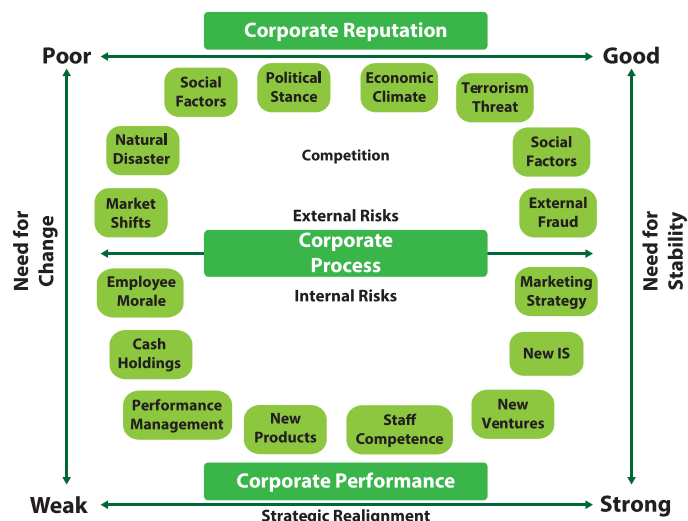 Corporate Reputation
Poor
Good
Social
Factors
Political
Stance
Economic
Climate
Terrorism
Threat
Natural
Disaster
Competition
Social
Factors
Market
Shifts
External Risks
External
Fraud
Need for
Change
Corporate
Process
Need for
Stability
Employee
Morale
Internal Risks
Marketing
Strategy
Cash
Holdings
New IS
Performance
Management
New
Products
Staff
Competence
New
Ventures
Corporate Performance
Weak
Strong
Strategic Realignment